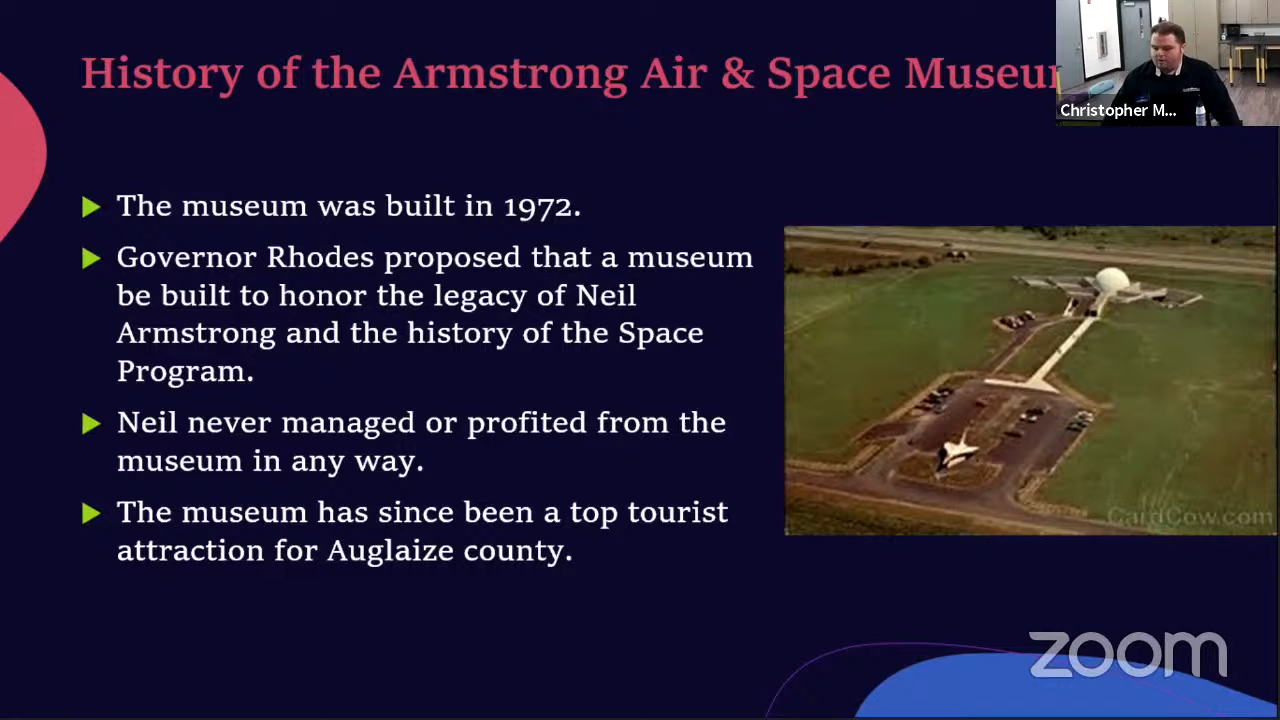 History of the Armstrong Air & Space Museu
Christopher M...
The museum was built in 1972.
Governor Rhodes proposed that a museum
be built to honor the legacy of Neil
Armstrong and the history of the Space
Program.
Neil never managed or profited from the
museum in any way.
The museum has since been a top tourist
attraction for Auglaize county.
CardCow.com
zoom